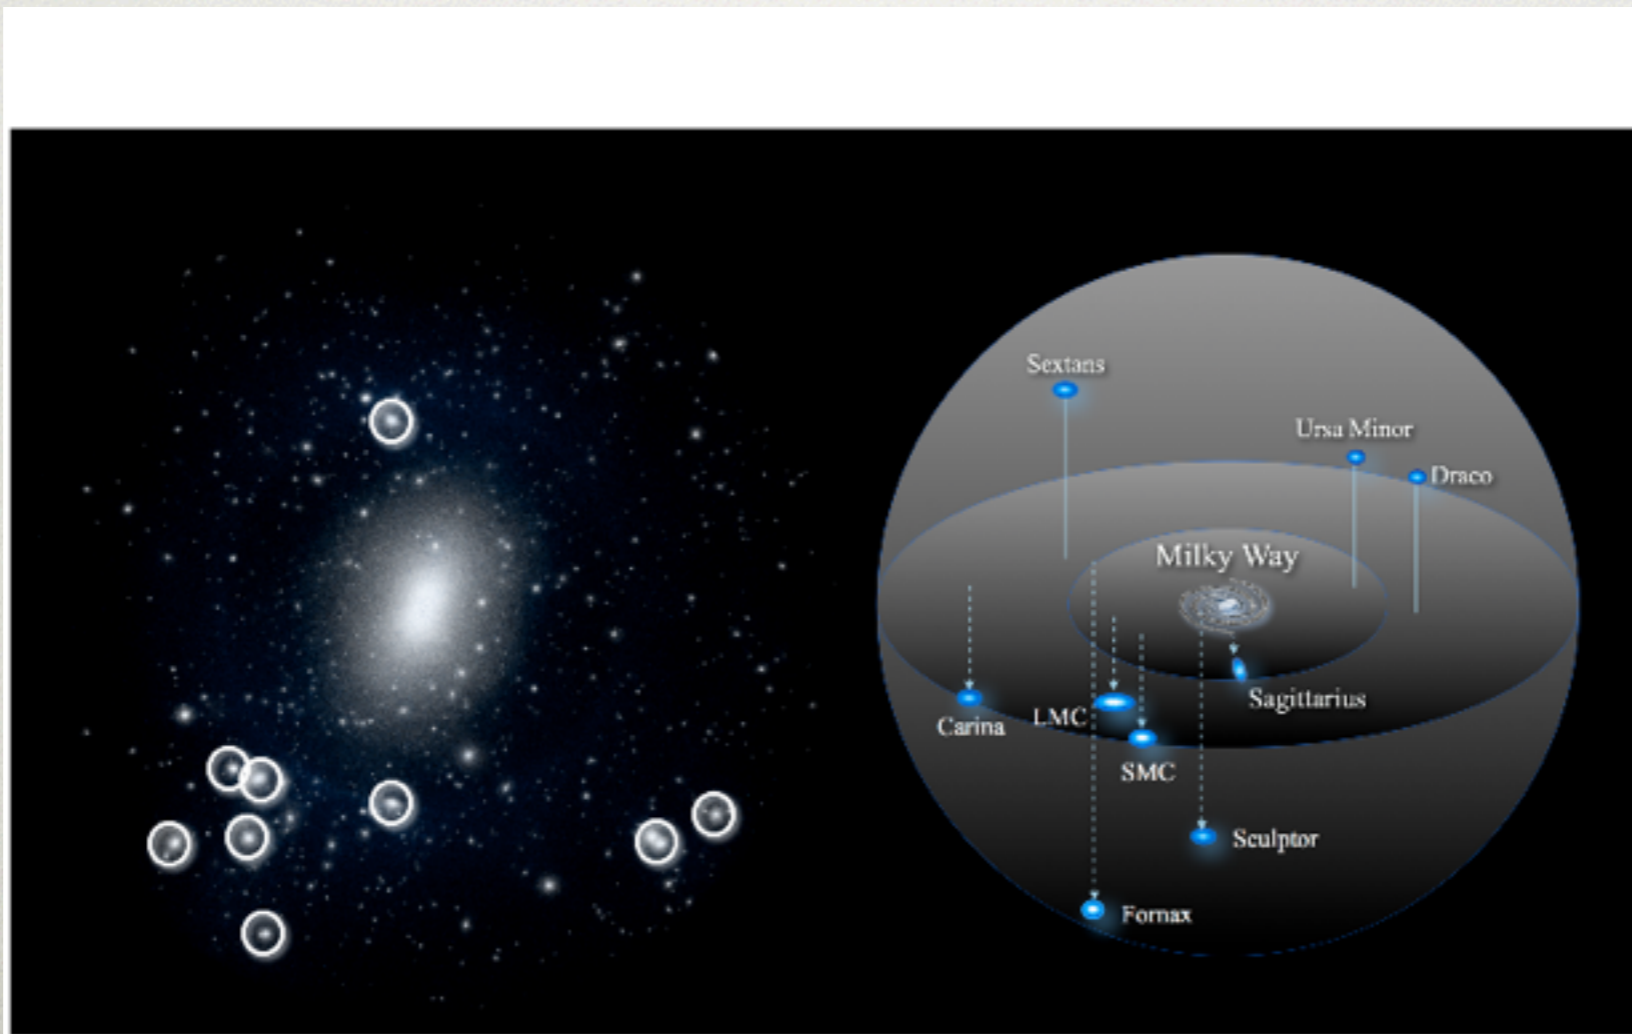 Sextans
Ursa Minor
Draco
Milky Way
Sagittarius
Carina
LMC
SMC
Sculptor
Fornax